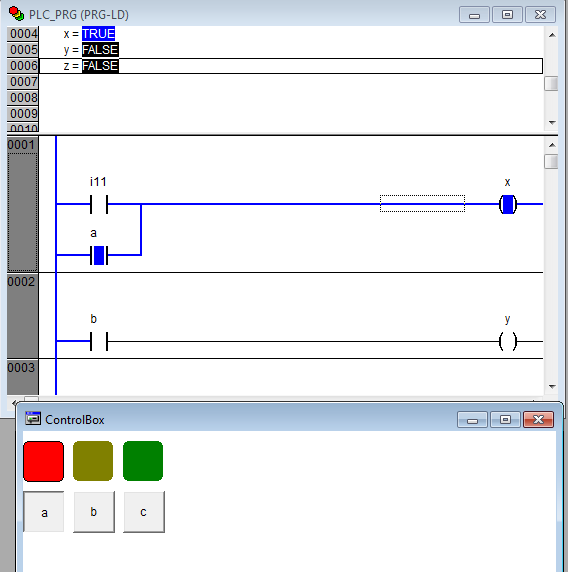 PLC_PRG (PRG-LD)
0004 x = TRUE
0005 y = FALSE
0006 z = FALSE
0007
0008
0009
0010
0001
i11 x
a
0002
b y
0003
ControlBox
a b c